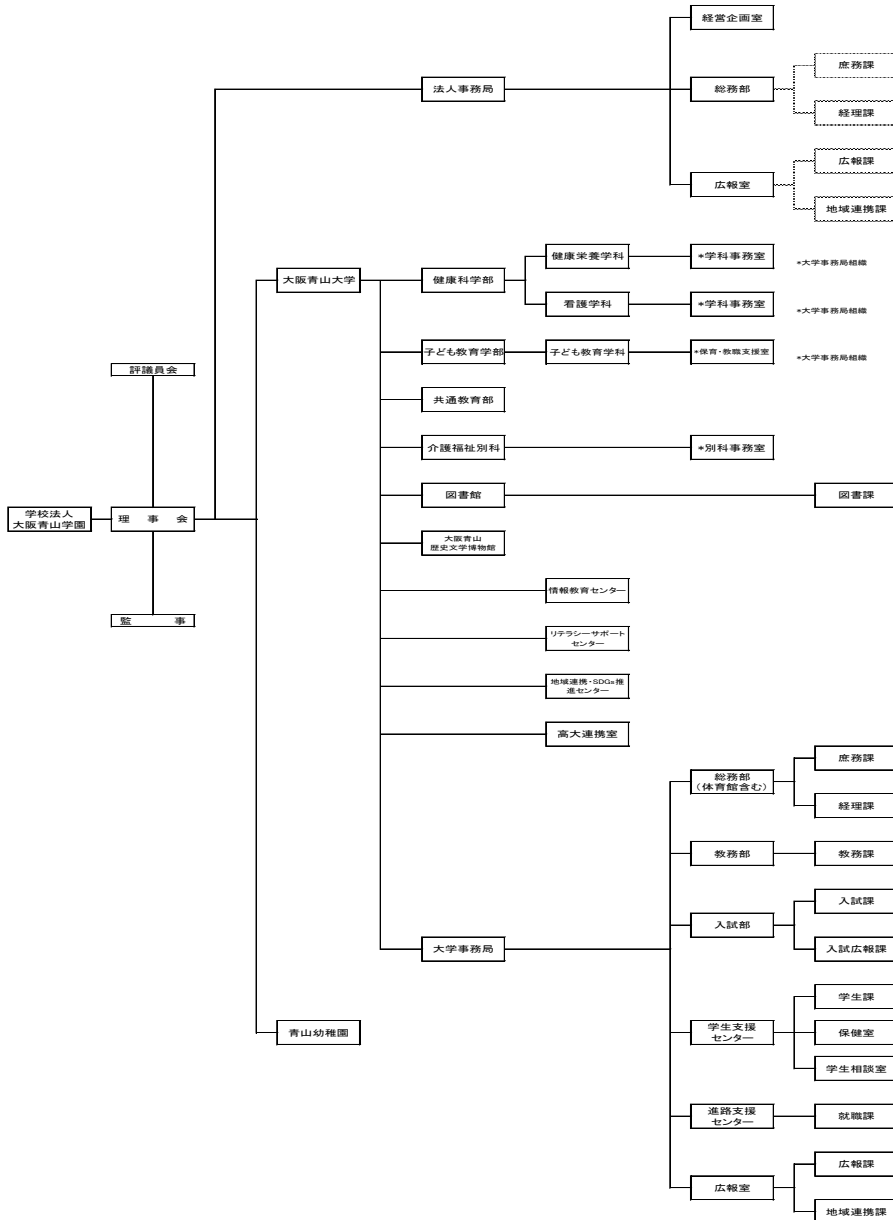 経営企画室
庶務課
法人事務局
総務部
経理課
広報課
広報室
地域連携課
大阪青山大学
健康科学部
健康栄養学科
*学科事務室
*大学事務局組織
看護学科
*学科事務室
*大学事務局組織
子ども教育学部
子ども教育学科
*保育・教職支援室
*大学事務局組織
評議員会
共通教育部
介護福祉別科
*別科事務室
図書館
図書課
学校法人
大阪青山学園
理 事 会
大阪青山
歴史文学博物館
情報教育センター
監 事
リテラシーサポート
センター
地域連携・SDGs推
進センター
高大連携室
総務部
(体育館含む)
庶務課
経理課
教務部
教務課
入試課
大学事務局
入試部
入試広報課
学生課
青山幼稚園
学生支援
センター
保健室
学生相談室
進路支援
センター
就職課
広報課
広報室
地域連携課